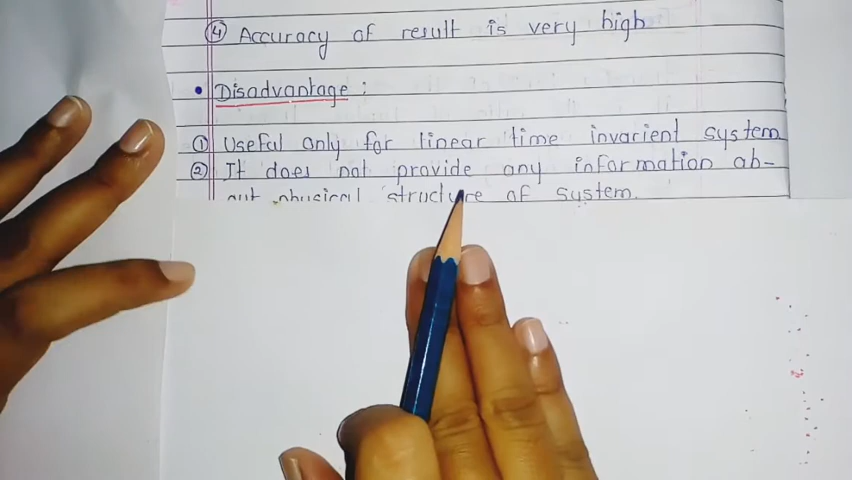 ④ Accuracy of result is very high
• Disadvantage :
① Useful only for linear time invarient system
② It does not provide any information ab-
out physical structure of system.